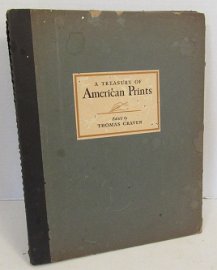 A TREASURY OF
American Prints
Edited by
THOMAS CRAVEN